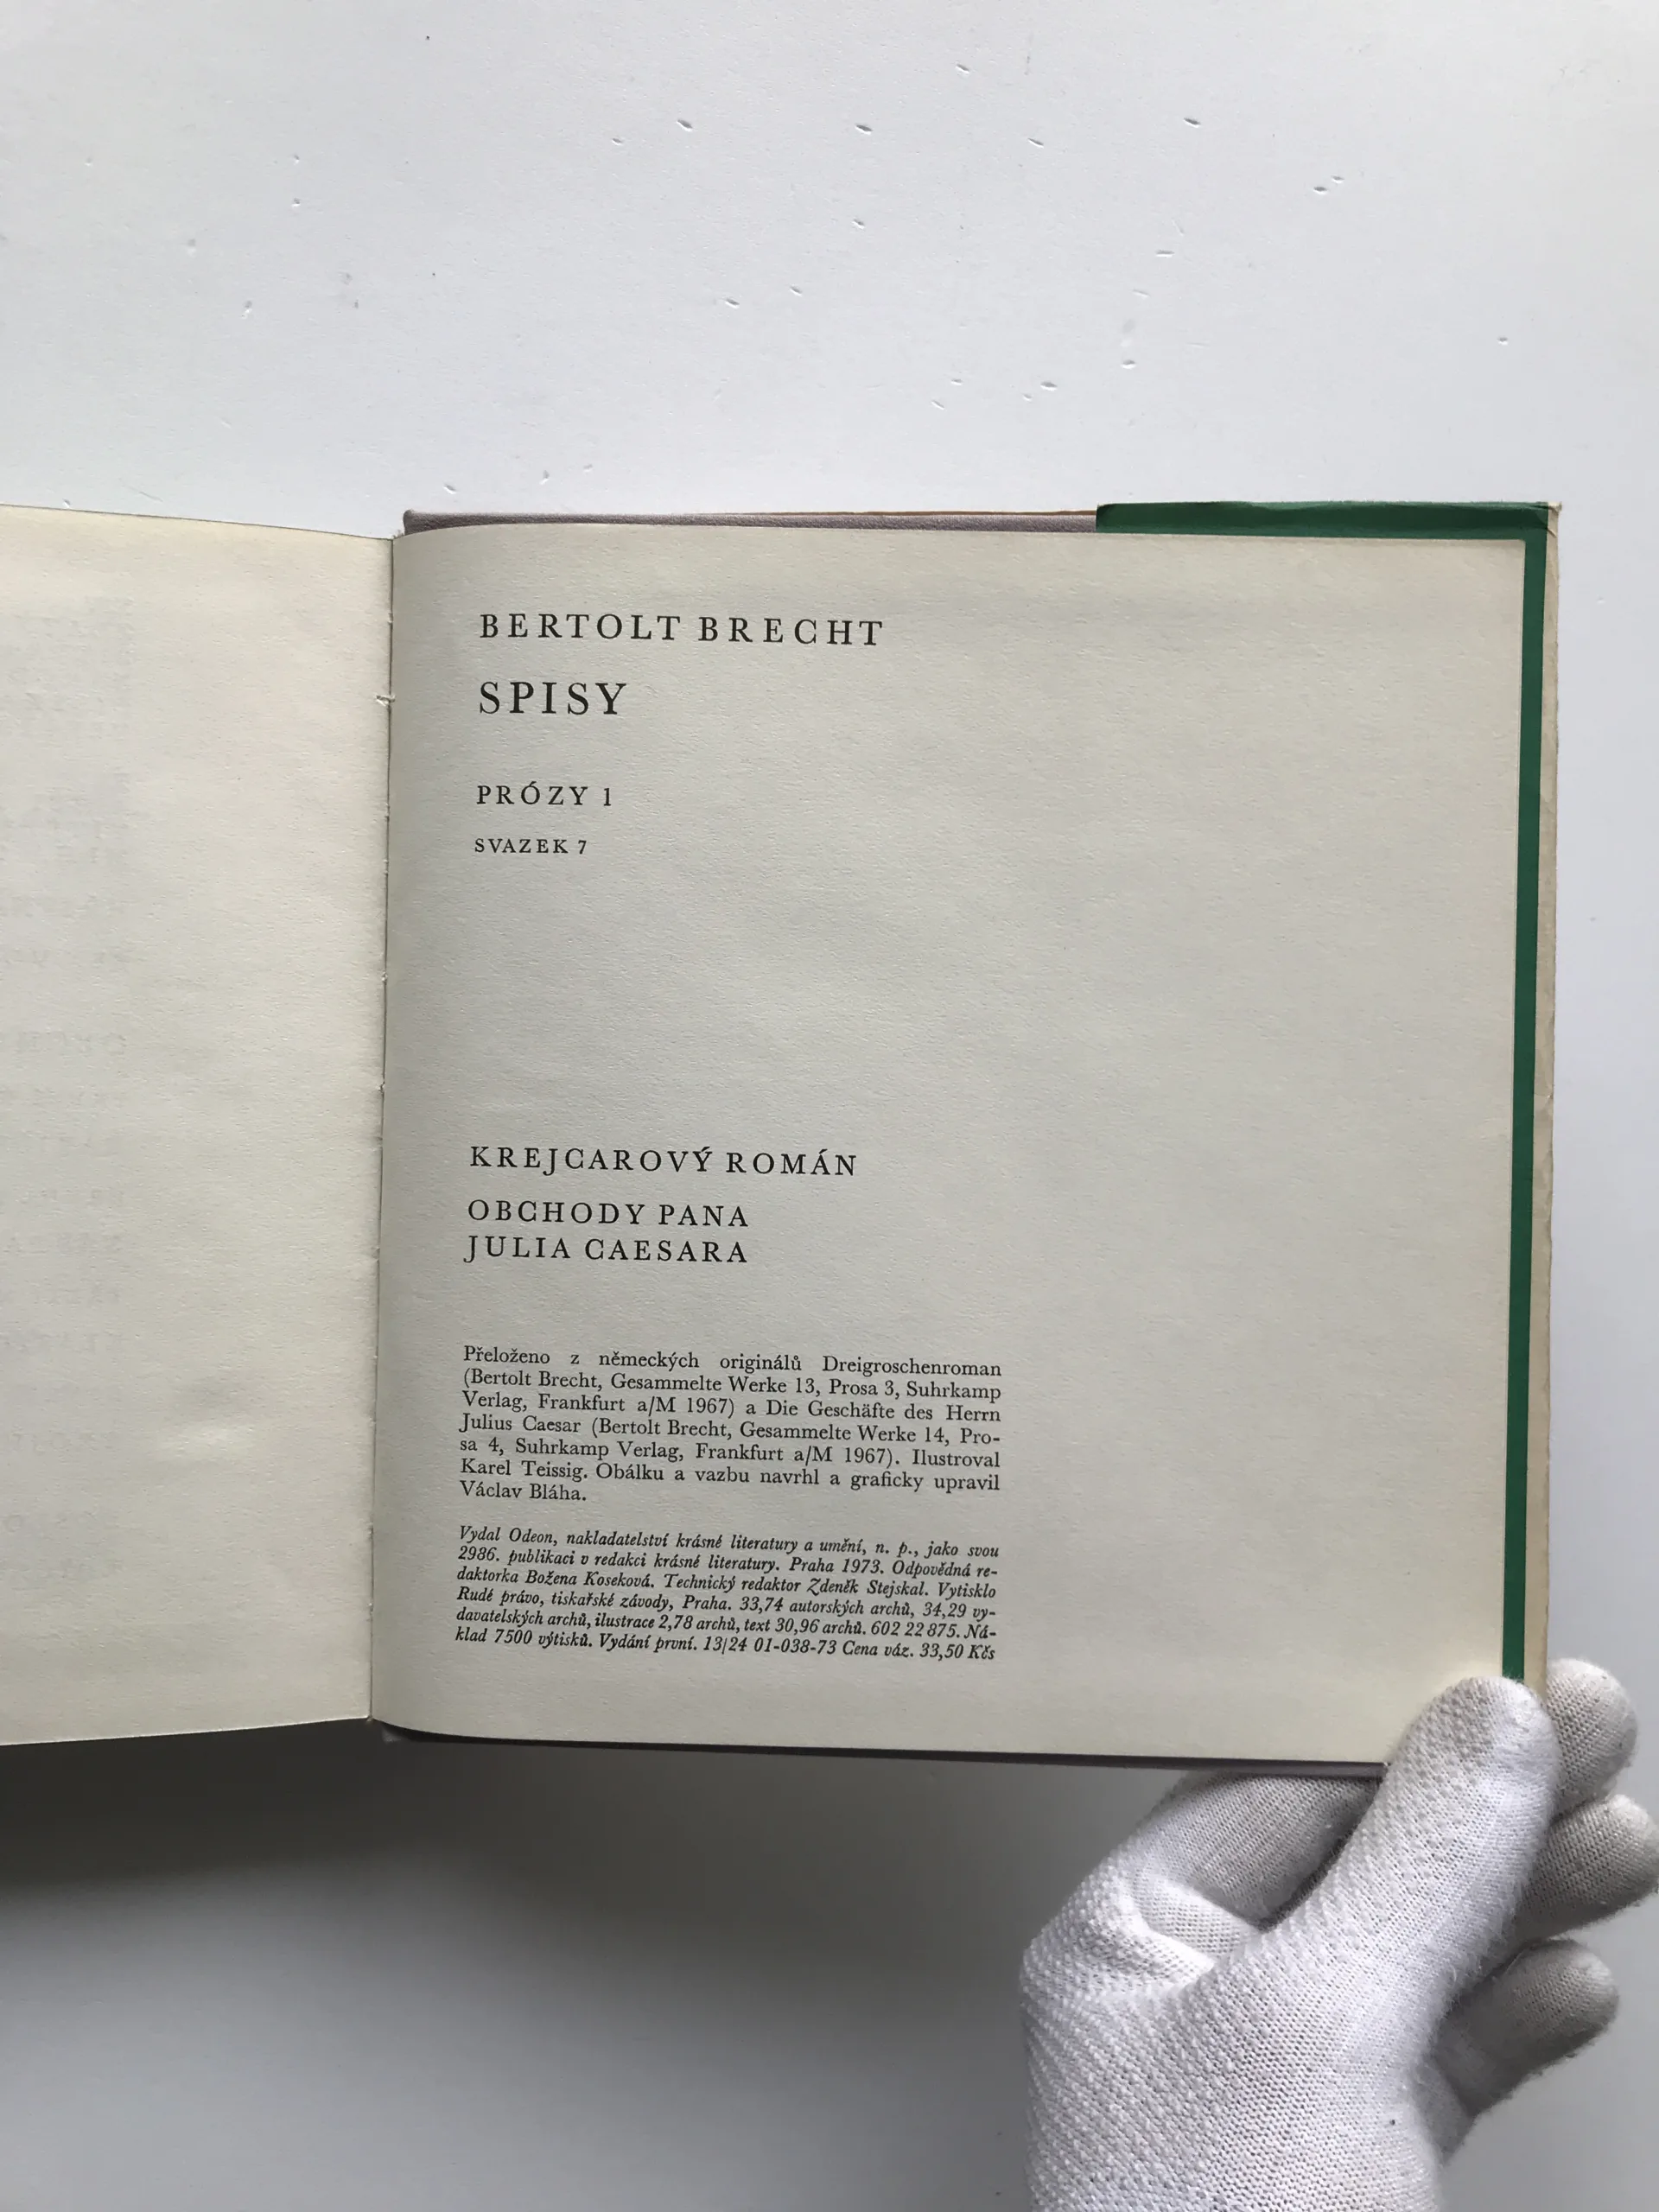 BERTOLT BRECHT
SPISY
PRÓZY 1
SVAZEK 7
KREJCAROVÝ ROMÁN
OBCHODY PANA
JULIA CAESARA
Přeloženo z německých originálů Dreigroschenroman
(Bertolt Brecht, Gesammelte Werke 13, Prosa 3, Suhrkamp
Verlag, Frankfurt a/M 1967) a Die Geschäfte des Herrn
Julius Caesar (Bertolt Brecht, Gesammelte Werke 14, Pro-
sa 4, Suhrkamp Verlag, Frankfurt a/M 1967). Ilustroval
Karel Teissig. Obálku a vazbu navrhl a graficky upravil
Václav Bláha.
Vydal Odeon, nakladatelství krásné literatury a umění, n. p., jako svou
2986. publikaci v redakci krásné literatury. Praha 1973. Odpovědná re-
daktorka Božena Koseková. Technický redaktor Zdeněk Stejskal. Vytisklo
Rudé právo, tiskařské závody, Praha. 33,74 autorských archů, 34,29 vy-
davatelských archů, ilustrace 2,78 archů, text 30,96 archů. 602 22 875. Ná-
klad 7500 výtisků. Vydání první. 13/24 01-038-73 Cena váz. 33,50 Kčs